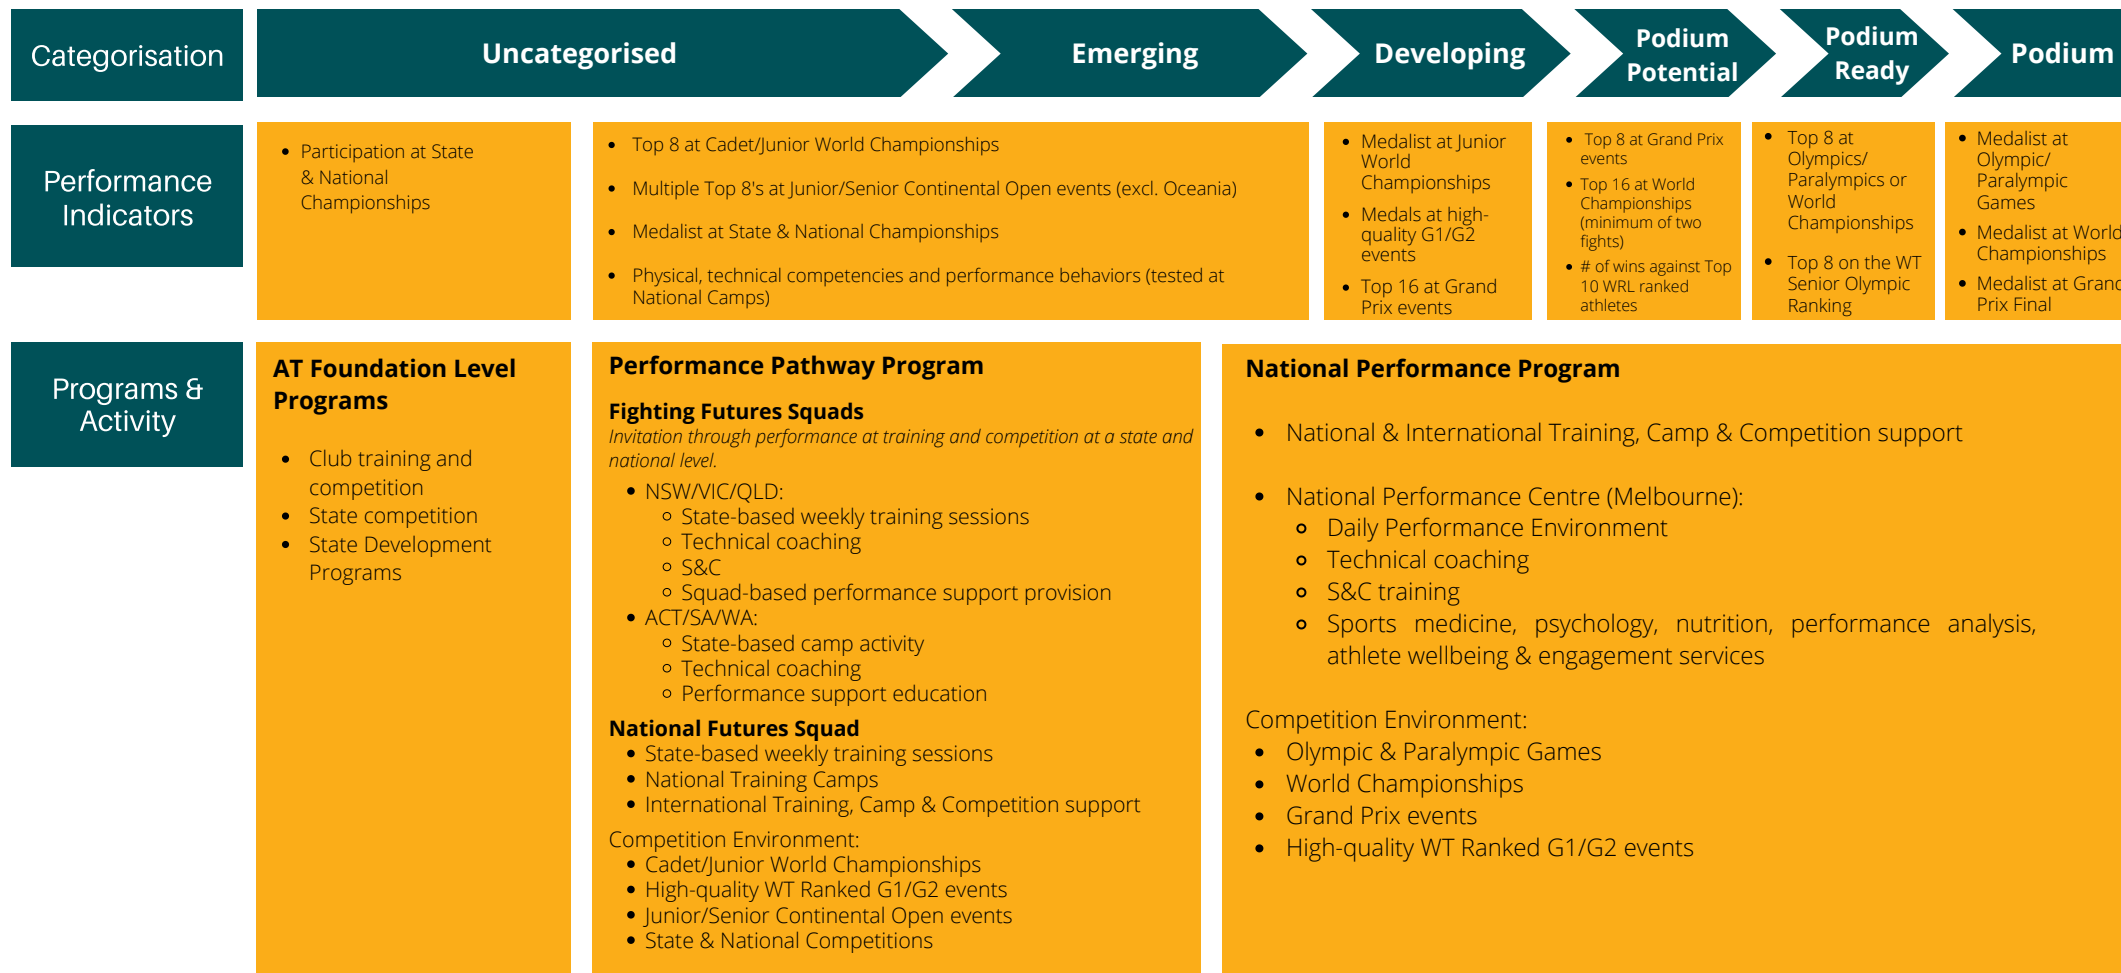 Categorisation
Uncategorised
Emerging
Developing
Podium
Potential
Podium
Ready
Podium
Performance
Indicators
• Participation at State
& National
Championships
• Top 8 at Cadet/Junior World Championships
• Multiple Top 8's at Junior/Senior Continental Open events (excl. Oceania)
• Medalist at State & National Championships
• Physical, technical competencies and performance behaviors (tested at
National Camps)
• Medalist at Junior
World
Championships
• Medals at high-
quality G1/G2
events
• Top 16 at Grand
Prix events
• Top 8 at Grand Prix
events
• Top 16 at World
Championships
(minimum of two
fights)
• # of wins against Top
10 WRL ranked
athletes
• Top 8 at
Olympics/
Paralympics or
World
Championships
• Top 8 on the WT
Senior Olympic
Ranking
• Medalist at
Olympic/
Paralympic
Games
• Medalist at World
Championships
• Medalist at Grand
Prix Final
Programs &
Activity
AT Foundation Level
Programs
• Club training and
competition
• State competition
• State Development
Programs
Performance Pathway Program
Fighting Futures Squads
Invitation through performance at training and competition at a state and
national level.
• NSW/VIC/QLD:
◦ State-based weekly training sessions
◦ Technical coaching
◦ S&C
◦ Squad-based performance support provision
• ACT/SA/WA:
◦ State-based camp activity
◦ Technical coaching
◦ Performance support education
National Futures Squad
• State-based weekly training sessions
• National Training Camps
• International Training, Camp & Competition support
Competition Environment:
• Cadet/Junior World Championships
• High-quality WT Ranked G1/G2 events
• Junior/Senior Continental Open events
• State & National Competitions
National Performance Program
• National & International Training, Camp & Competition support
• National Performance Centre (Melbourne):
◦ Daily Performance Environment
◦ Technical coaching
◦ S&C training
◦ Sports medicine, psychology, nutrition, performance analysis,
athlete wellbeing & engagement services
Competition Environment:
• Olympic & Paralympic Games
• World Championships
• Grand Prix events
• High-quality WT Ranked G1/G2 events